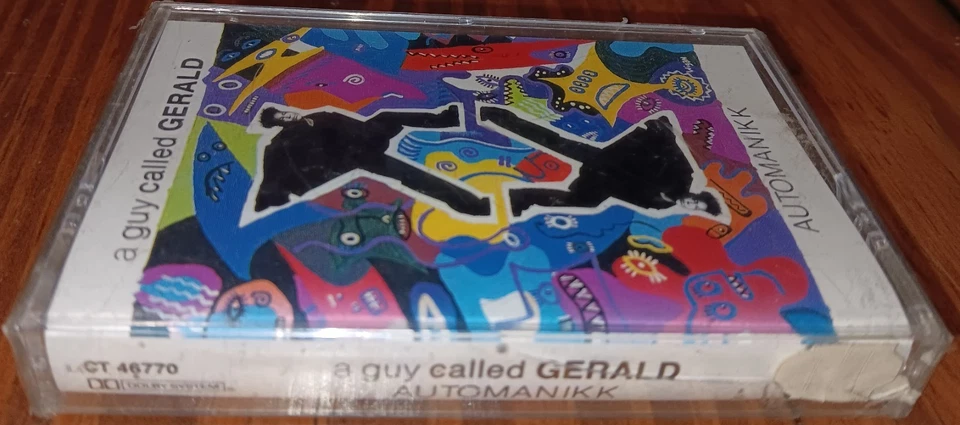 a guy called GERALD
AUTOMANIKK
CT 46770
DOLBY SYSTEM
a guy called GERALD
AUTOMANIKK